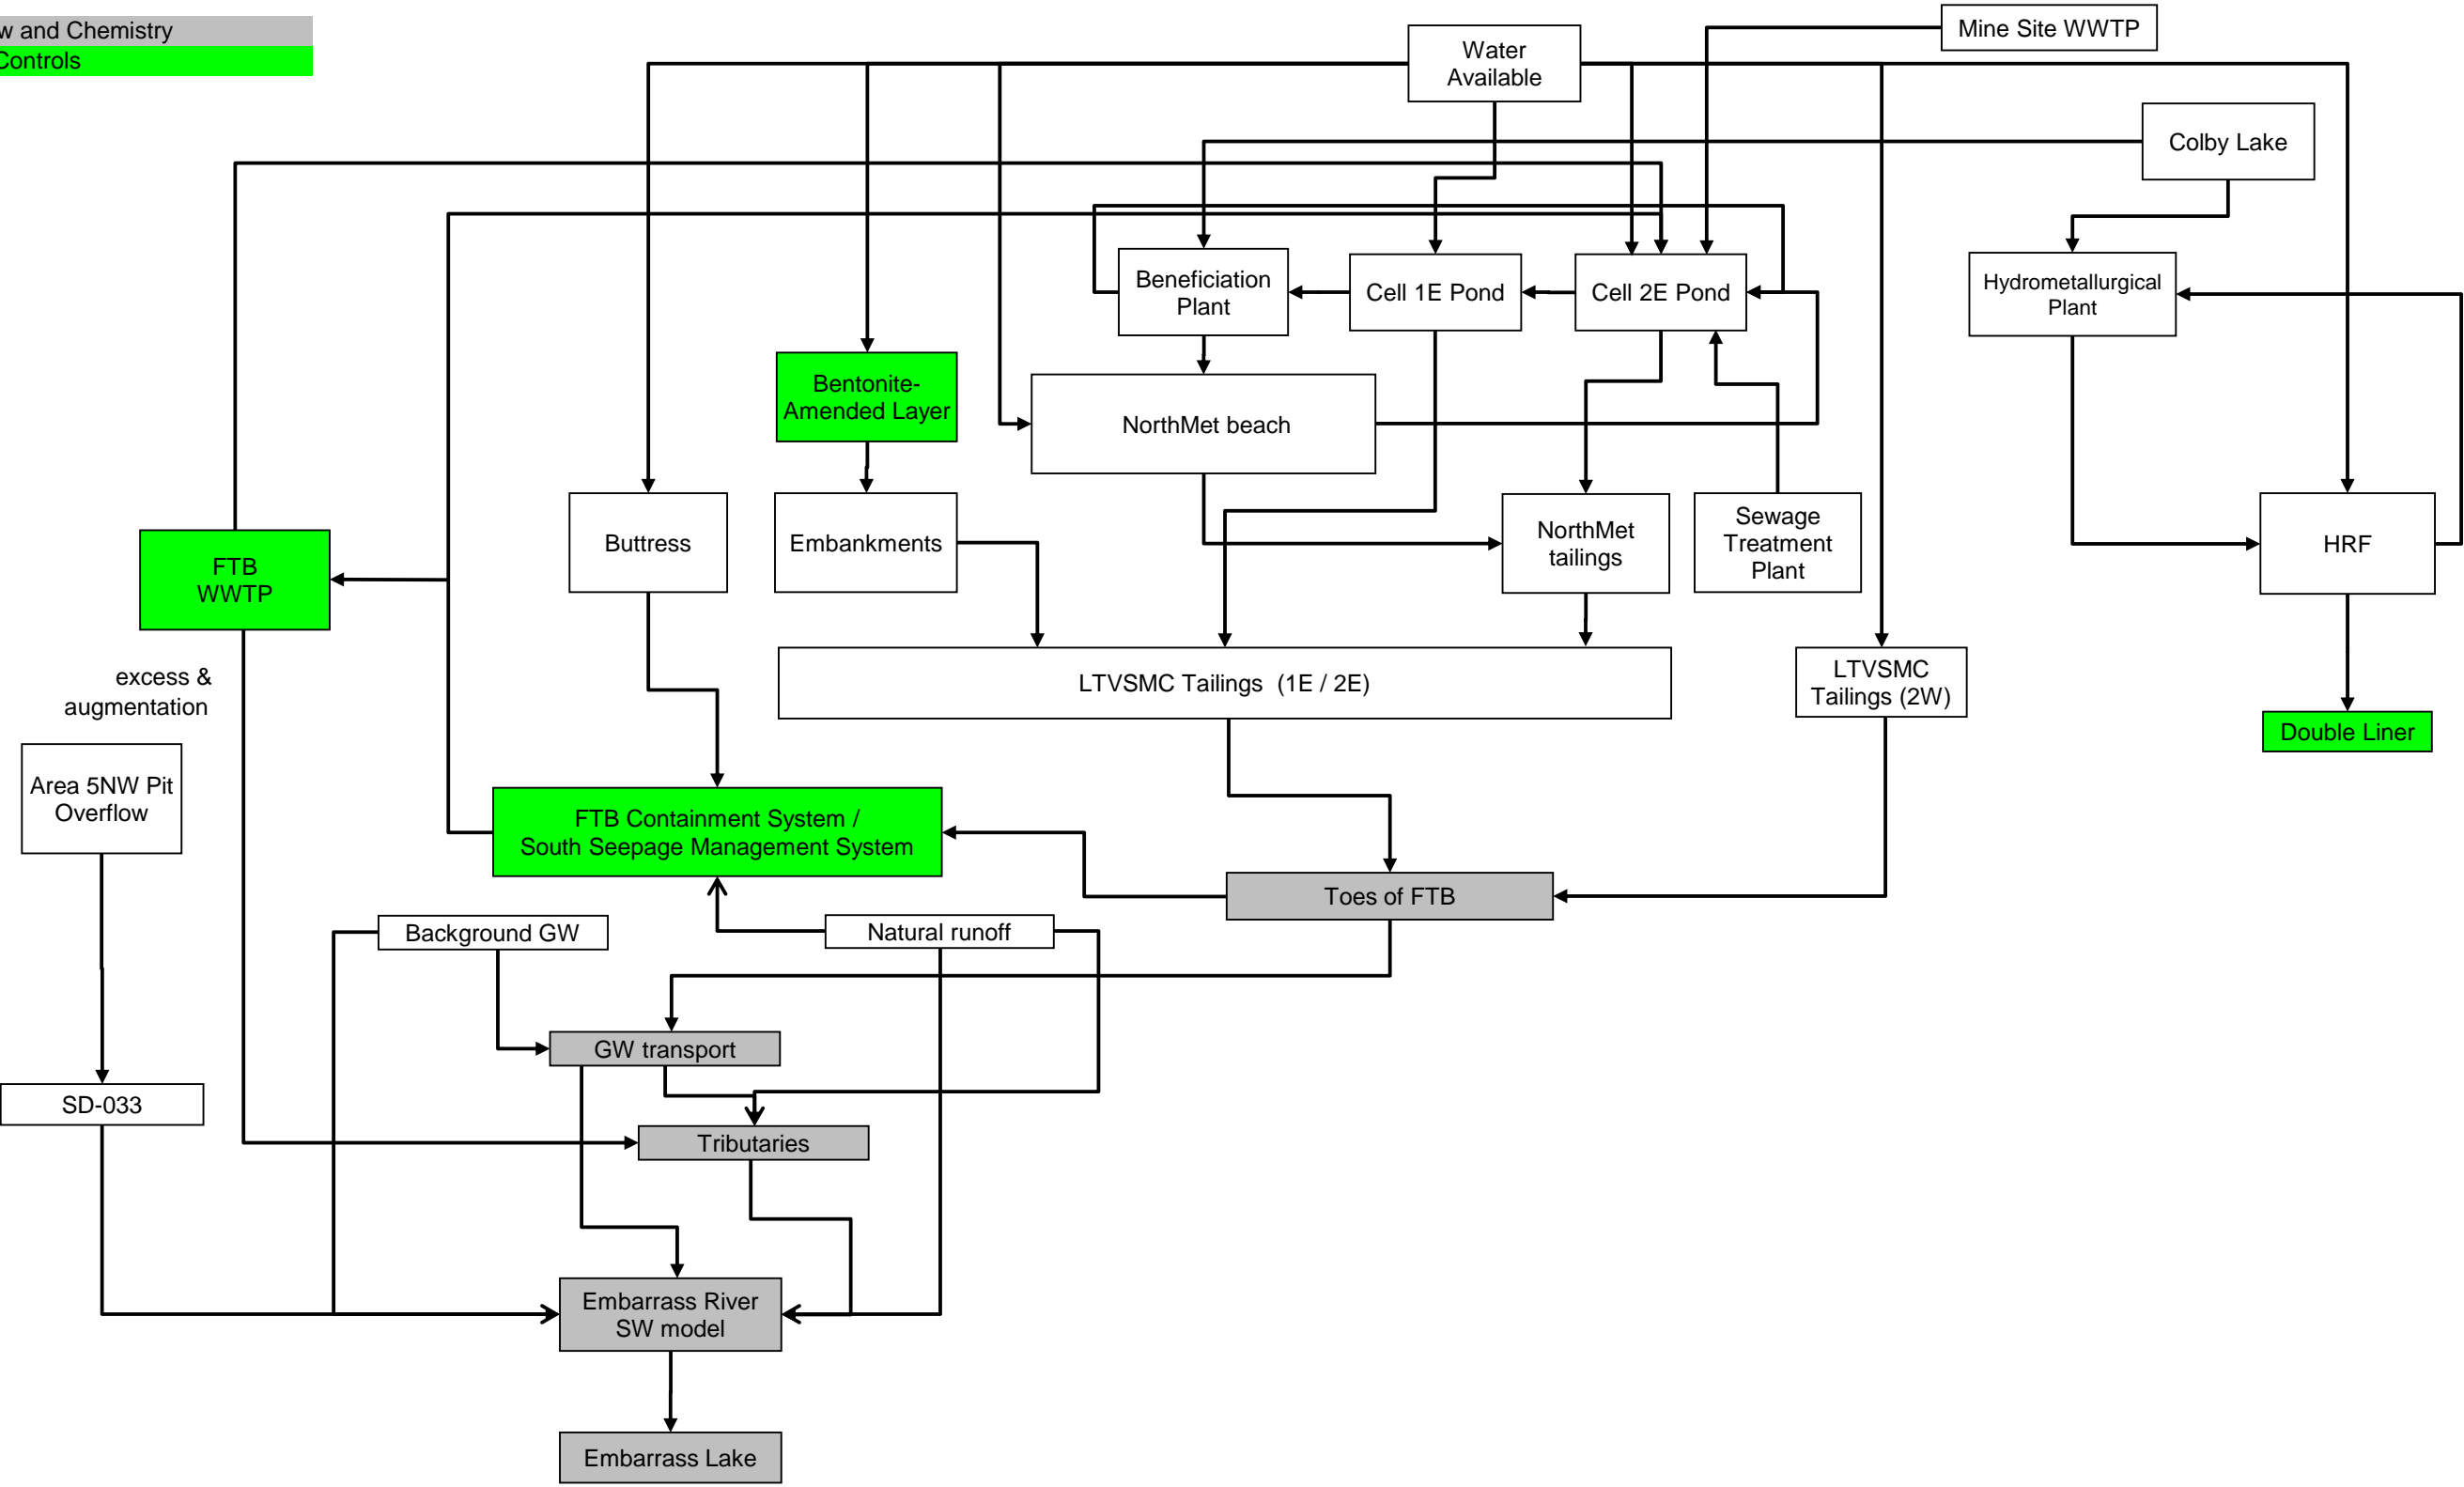 and Chemistry
Controls
Water
Available
Mine Site WWTP
Colby Lake
Beneficiation
Plant
Cell 1E Pond
Cell 2E Pond
Hydrometallurgical
Plant
Bentonite-
Amended Layer
NorthMet beach
Buttress
Embankments
NorthMet
tailings
Sewage
Treatment
Plant
HRF
FTB
WWTP
excess &
augmentation
LTVSMC Tailings (1E / 2E)
LTVSMC
Tailings (2W)
Double Liner
Area 5NW Pit
Overflow
FTB Containment System /
South Seepage Management System
Toes of FTB
Background GW
Natural runoff
GW transport
SD-033
Tributaries
Embarrass River
SW model
Embarrass Lake